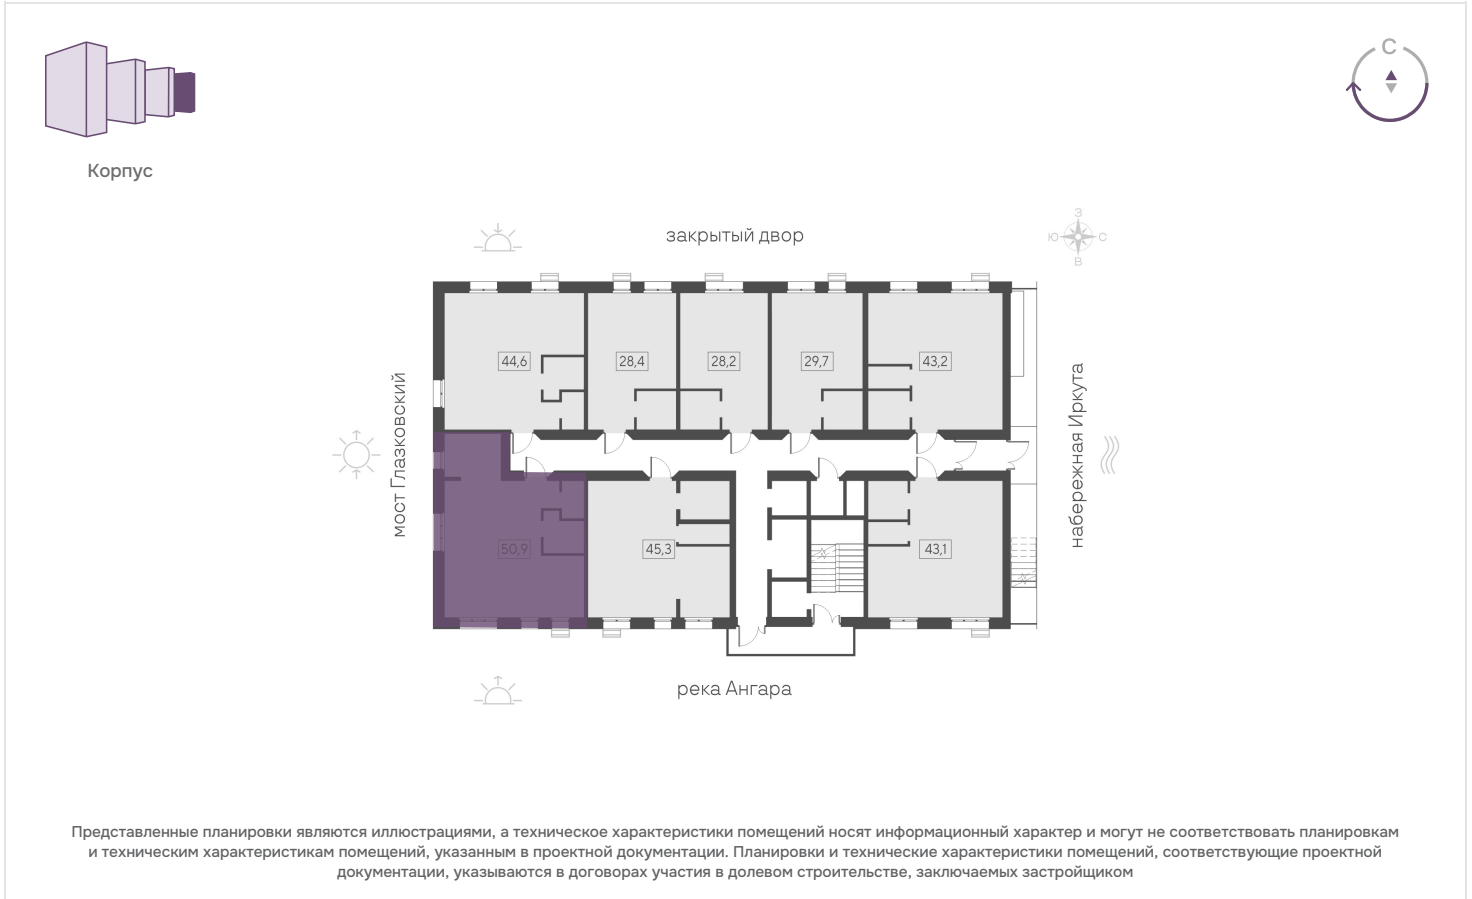 С
Корпус
закрытый двор
З
Ю
С
В
44,6
28,4
28,2
29,7
43,2
мост Глазковский
набережная Иркута
50,9
45,3
43,1
река Ангара
Представленные планировки являются иллюстрациями, а техническое характеристики помещений носят информационный характер и могут не соответствовать планировкам
и техническим характеристикам помещений, указанным в проектной документации. Планировки и технические характеристики помещений, соответствующие проектной
документации, указываются в договорах участия в долевом строительстве, заключаемых застройщиком